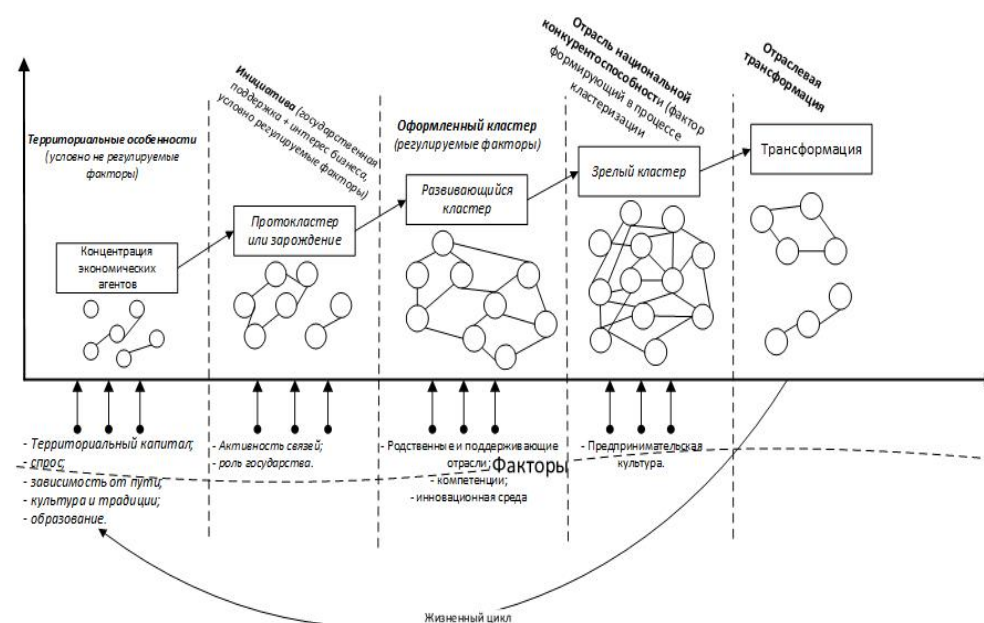 Территориальные особенности
(условно не регулируемые
факторы)
Инициатива (государственная
поддержка + интерес бизнеса,
условно регулируемые факторы)
Оформленный кластер
(регулируемые факторы)
Отрасль национальной
конкурентоспособности (фактор
формирующий в процессе
кластеризации
Отраслевая
трансформация
Концентрация
экономических
агентов
Протокластер
или зарождение
Развивающийся
кластер
Зрелый кластер
Трансформация
- Территориальный капитал;
- спрос;
- зависимость от пути;
- культура и традиции;
- образование.
- Активность связей;
- роль государства.
- Родственные и поддерживающие
отрасли;
- компетенции;
- инновационная среда
Факторы
- Предпринимательская
культура.
Жизненный цикл